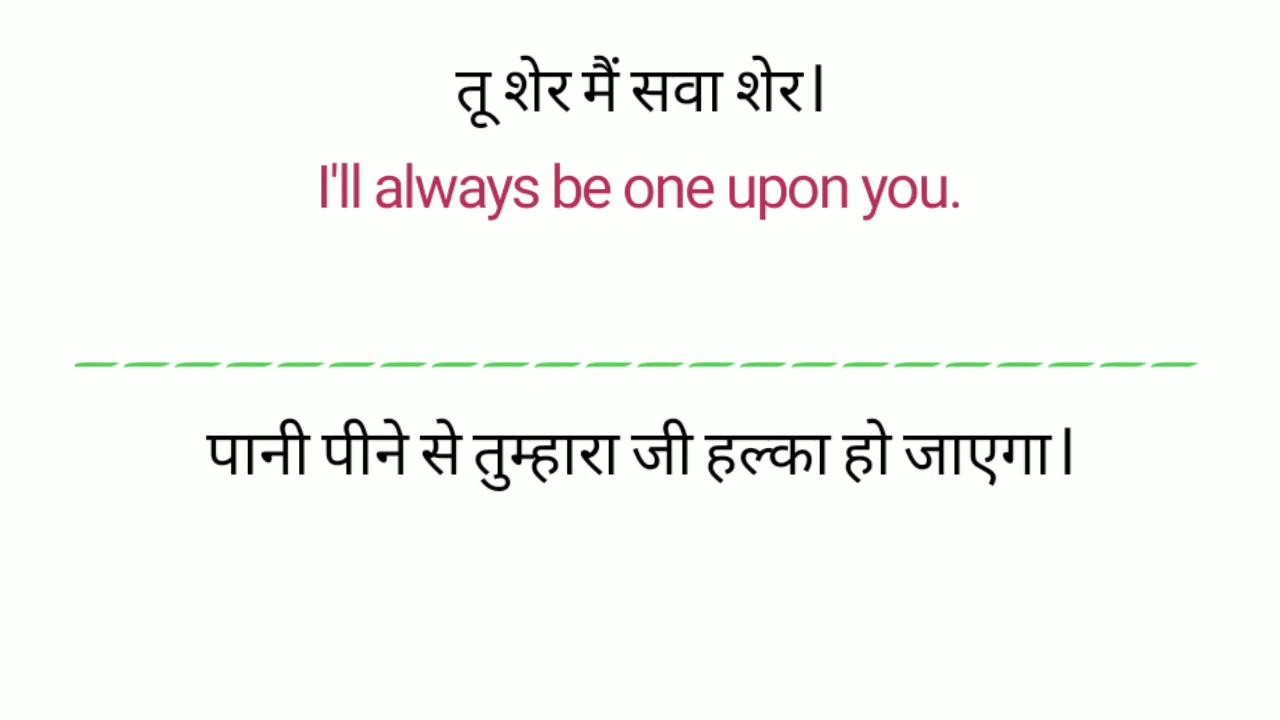 तू शेर मैं सवा शेर।
I'll always be one upon you.
पानी पीने से तुम्हारा जी हल्का हो जाएगा।